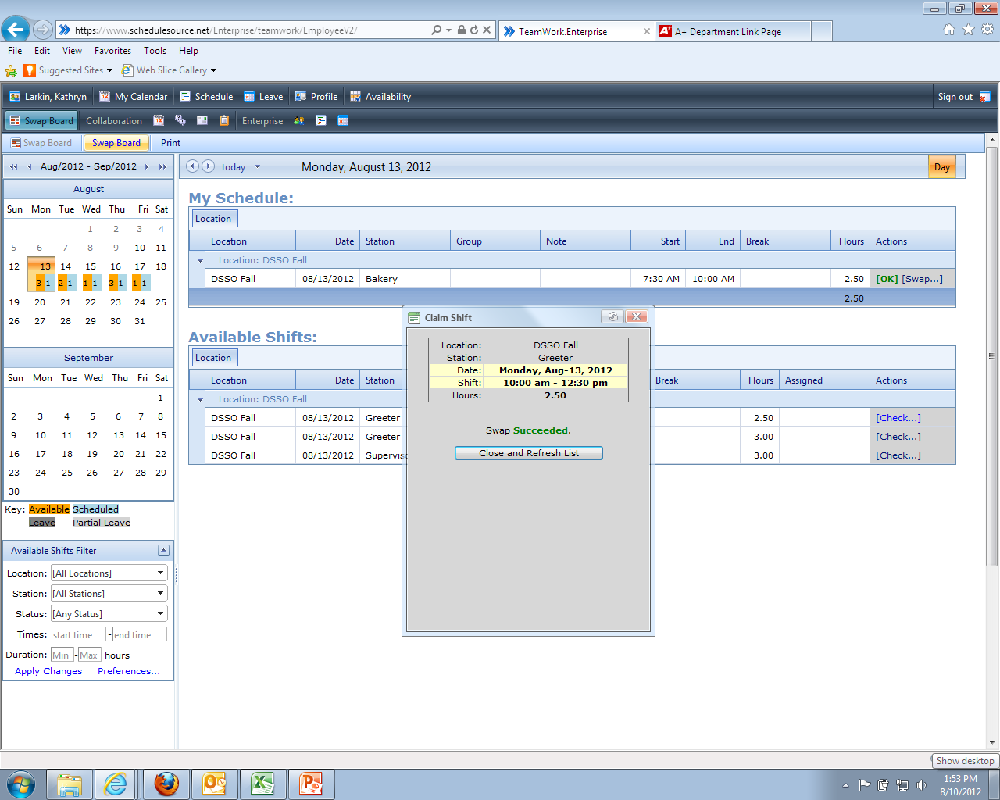 https://www.schedulesource.net/Enterprise/teamwork/EmployeeV2/
TeamWork.Enterprise
A+ Department Link Page
File Edit View Favorites Tools Help
Suggested Sites Web Slice Gallery
Larkin, Kathryn My Calendar Schedule Leave Profile Availability Sign out
Swap Board Collaboration Enterprise
Swap Board Swap Board Print
Aug/2012 - Sep/2012 today Monday, August 13, 2012 Day
August
Sun Mon Tue Wed Thu Fri Sat
1 2 3 4
5 6 7 8 9 10 11
12 13 14 15 16 17 18
3 1 2 1 1 1 3 1 1 1
19 20 21 22 23 24 25
26 27 28 29 30 31
September
Sun Mon Tue Wed Thu Fri Sat
1
2 3 4 5 6 7 8
9 10 11 12 13 14 15
16 17 18 19 20 21 22
23 24 25 26 27 28 29
30
Key: Available Scheduled
Leave Partial Leave
Available Shifts Filter
Location: [All Locations]
Station: [All Stations]
Status: [Any Status]
Times: start time - end time
Duration: Min - Max hours
Apply Changes Preferences...
My Schedule:
Location
Location Date Station Group Note Start End Break Hours Actions
Location: DSSO Fall
DSSO Fall 08/13/2012 Bakery 7:30 AM 10:00 AM 2.50 [OK] [Swap...]
2.50
Available Shifts:
Location
Location Date Station Break Hours Assigned Actions
Location: DSSO Fall
DSSO Fall 08/13/2012 Greeter 2.50 [Check...]
DSSO Fall 08/13/2012 Greeter 3.00 [Check...]
DSSO Fall 08/13/2012 Superviso 3.00 [Check...]
Claim Shift
Location: DSSO Fall
Station: Greeter
Date: Monday, Aug-13, 2012
Shift: 10:00 am - 12:30 pm
Hours: 2.50
Swap Succeeded.
Close and Refresh List
Show desktop
1:53 PM
8/10/2012